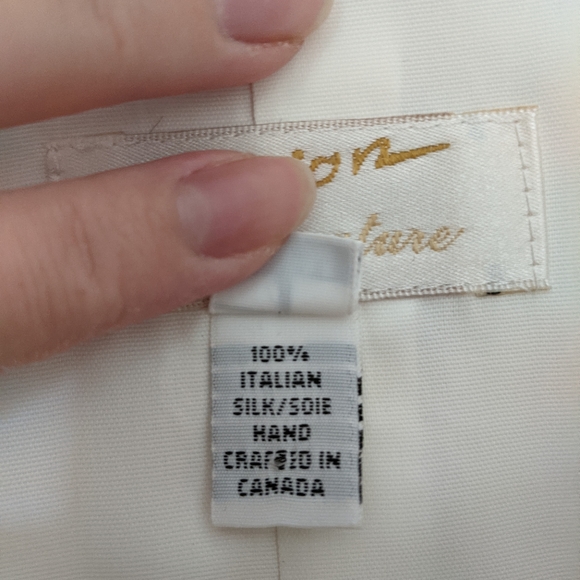 100%
ITALIAN
SILK/SOIE
HAND
CRAFTED IN
CANADA